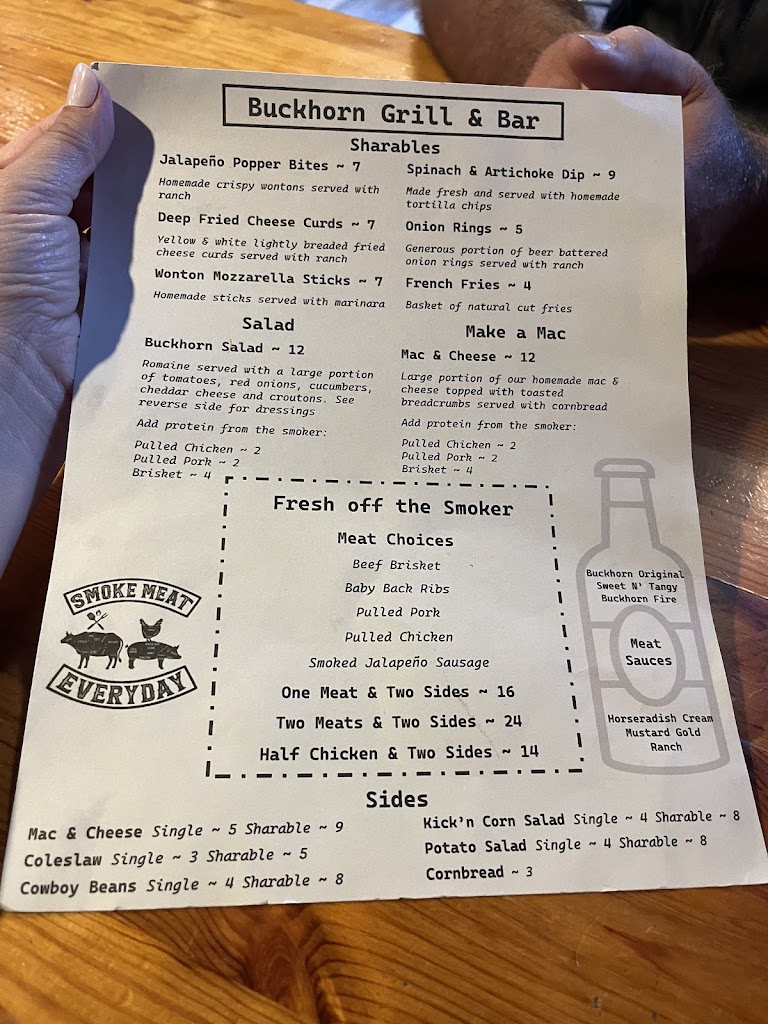 Buckhorn Grill & Bar
Sharables
Jalapeño Popper Bites ~ 7
Homemade crispy wontons served with
ranch
Deep Fried Cheese Curds ~ 7
Yellow & white lightly breaded fried
cheese curds served with ranch
Wonton Mozzarella Sticks ~ 7
Homemade sticks served with marinara
Spinach & Artichoke Dip ~ 9
Made fresh and served with homemade
tortilla chips
Onion Rings ~ 5
Generous portion of beer battered
onion rings served with ranch
French Fries ~ 4
Basket of natural cut fries
Salad
Buckhorn Salad ~ 12
Romaine served with a large portion
of tomatoes, red onions, cucumbers,
cheddar cheese and croutons. See
reverse side for dressings
Add protein from the smoker:
Pulled Chicken ~ 2
Pulled Pork ~ 2
Brisket ~ 4
Make a Mac
Mac & Cheese ~ 12
Large portion of our homemade mac &
cheese topped with toasted
breadcrumbs served with cornbread
Add protein from the smoker:
Pulled Chicken ~ 2
Pulled Pork ~ 2
Brisket ~ 4
Fresh off the Smoker
Meat Choices
Beef Brisket
Baby Back Ribs
Pulled Pork
Pulled Chicken
Smoked Jalapeño Sausage
One Meat & Two Sides ~ 16
Two Meats & Two Sides ~ 24
Half Chicken & Two Sides ~ 14
SMOKE MEAT
EVERYDAY
Buckhorn Original
Sweet N' Tangy
Buckhorn Fire
Meat
Sauces
Horseradish Cream
Mustard Gold
Ranch
Sides
Mac & Cheese Single ~ 5 Sharable ~ 9
Coleslaw Single ~ 3 Sharable ~ 5
Cowboy Beans Single ~ 4 Sharable ~ 8
Kick'n Corn Salad Single ~ 4 Sharable ~ 8
Potato Salad Single ~ 4 Sharable ~ 8
Cornbread ~ 3